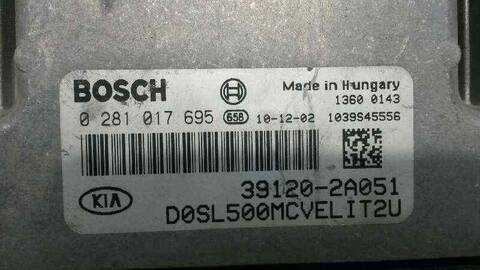 BOSCH
Made in Hungary
1360 0143
0 281 017 695 658 10-12-02 1039S45556
39120-2A051
KIA
D0SL500MCVELIT2U